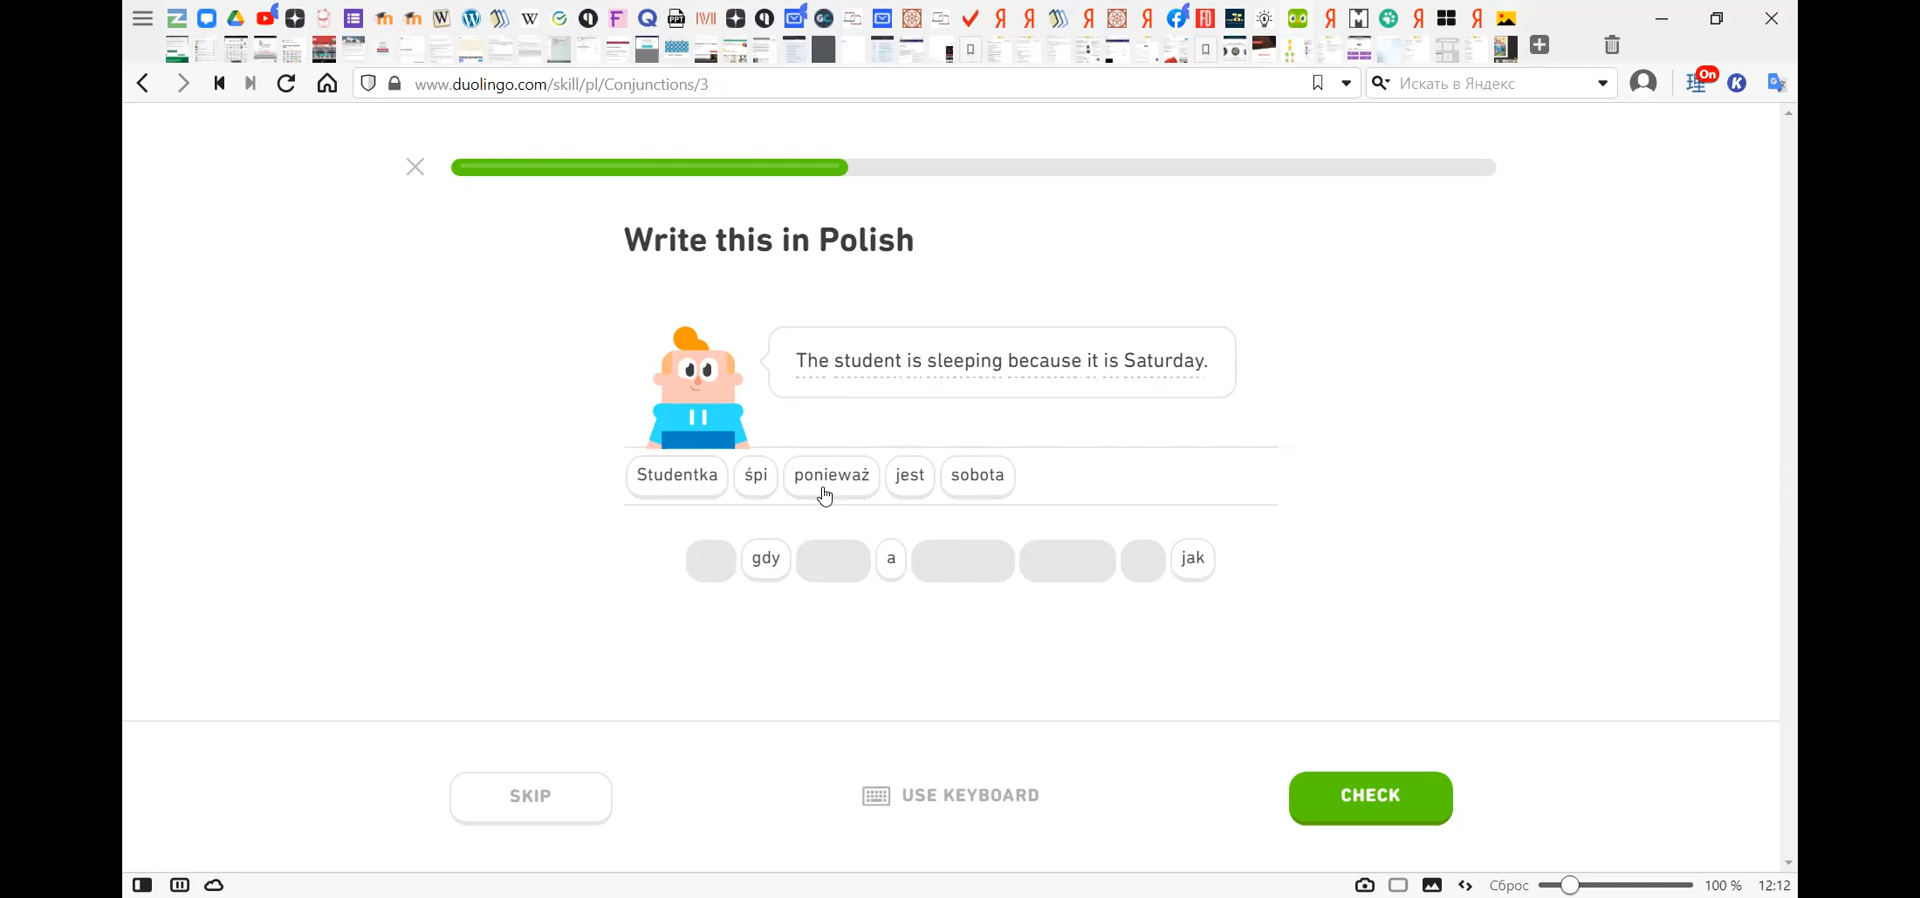 www.duolingo.com/skill/pl/Conjunctions/3
Искать в Яндекс
On
Write this in Polish
The student is sleeping because it is Saturday.
Studentka śpi ponieważ jest sobota
gdy a jak
SKIP
USE KEYBOARD
CHECK
Сброс
100 %
12:12